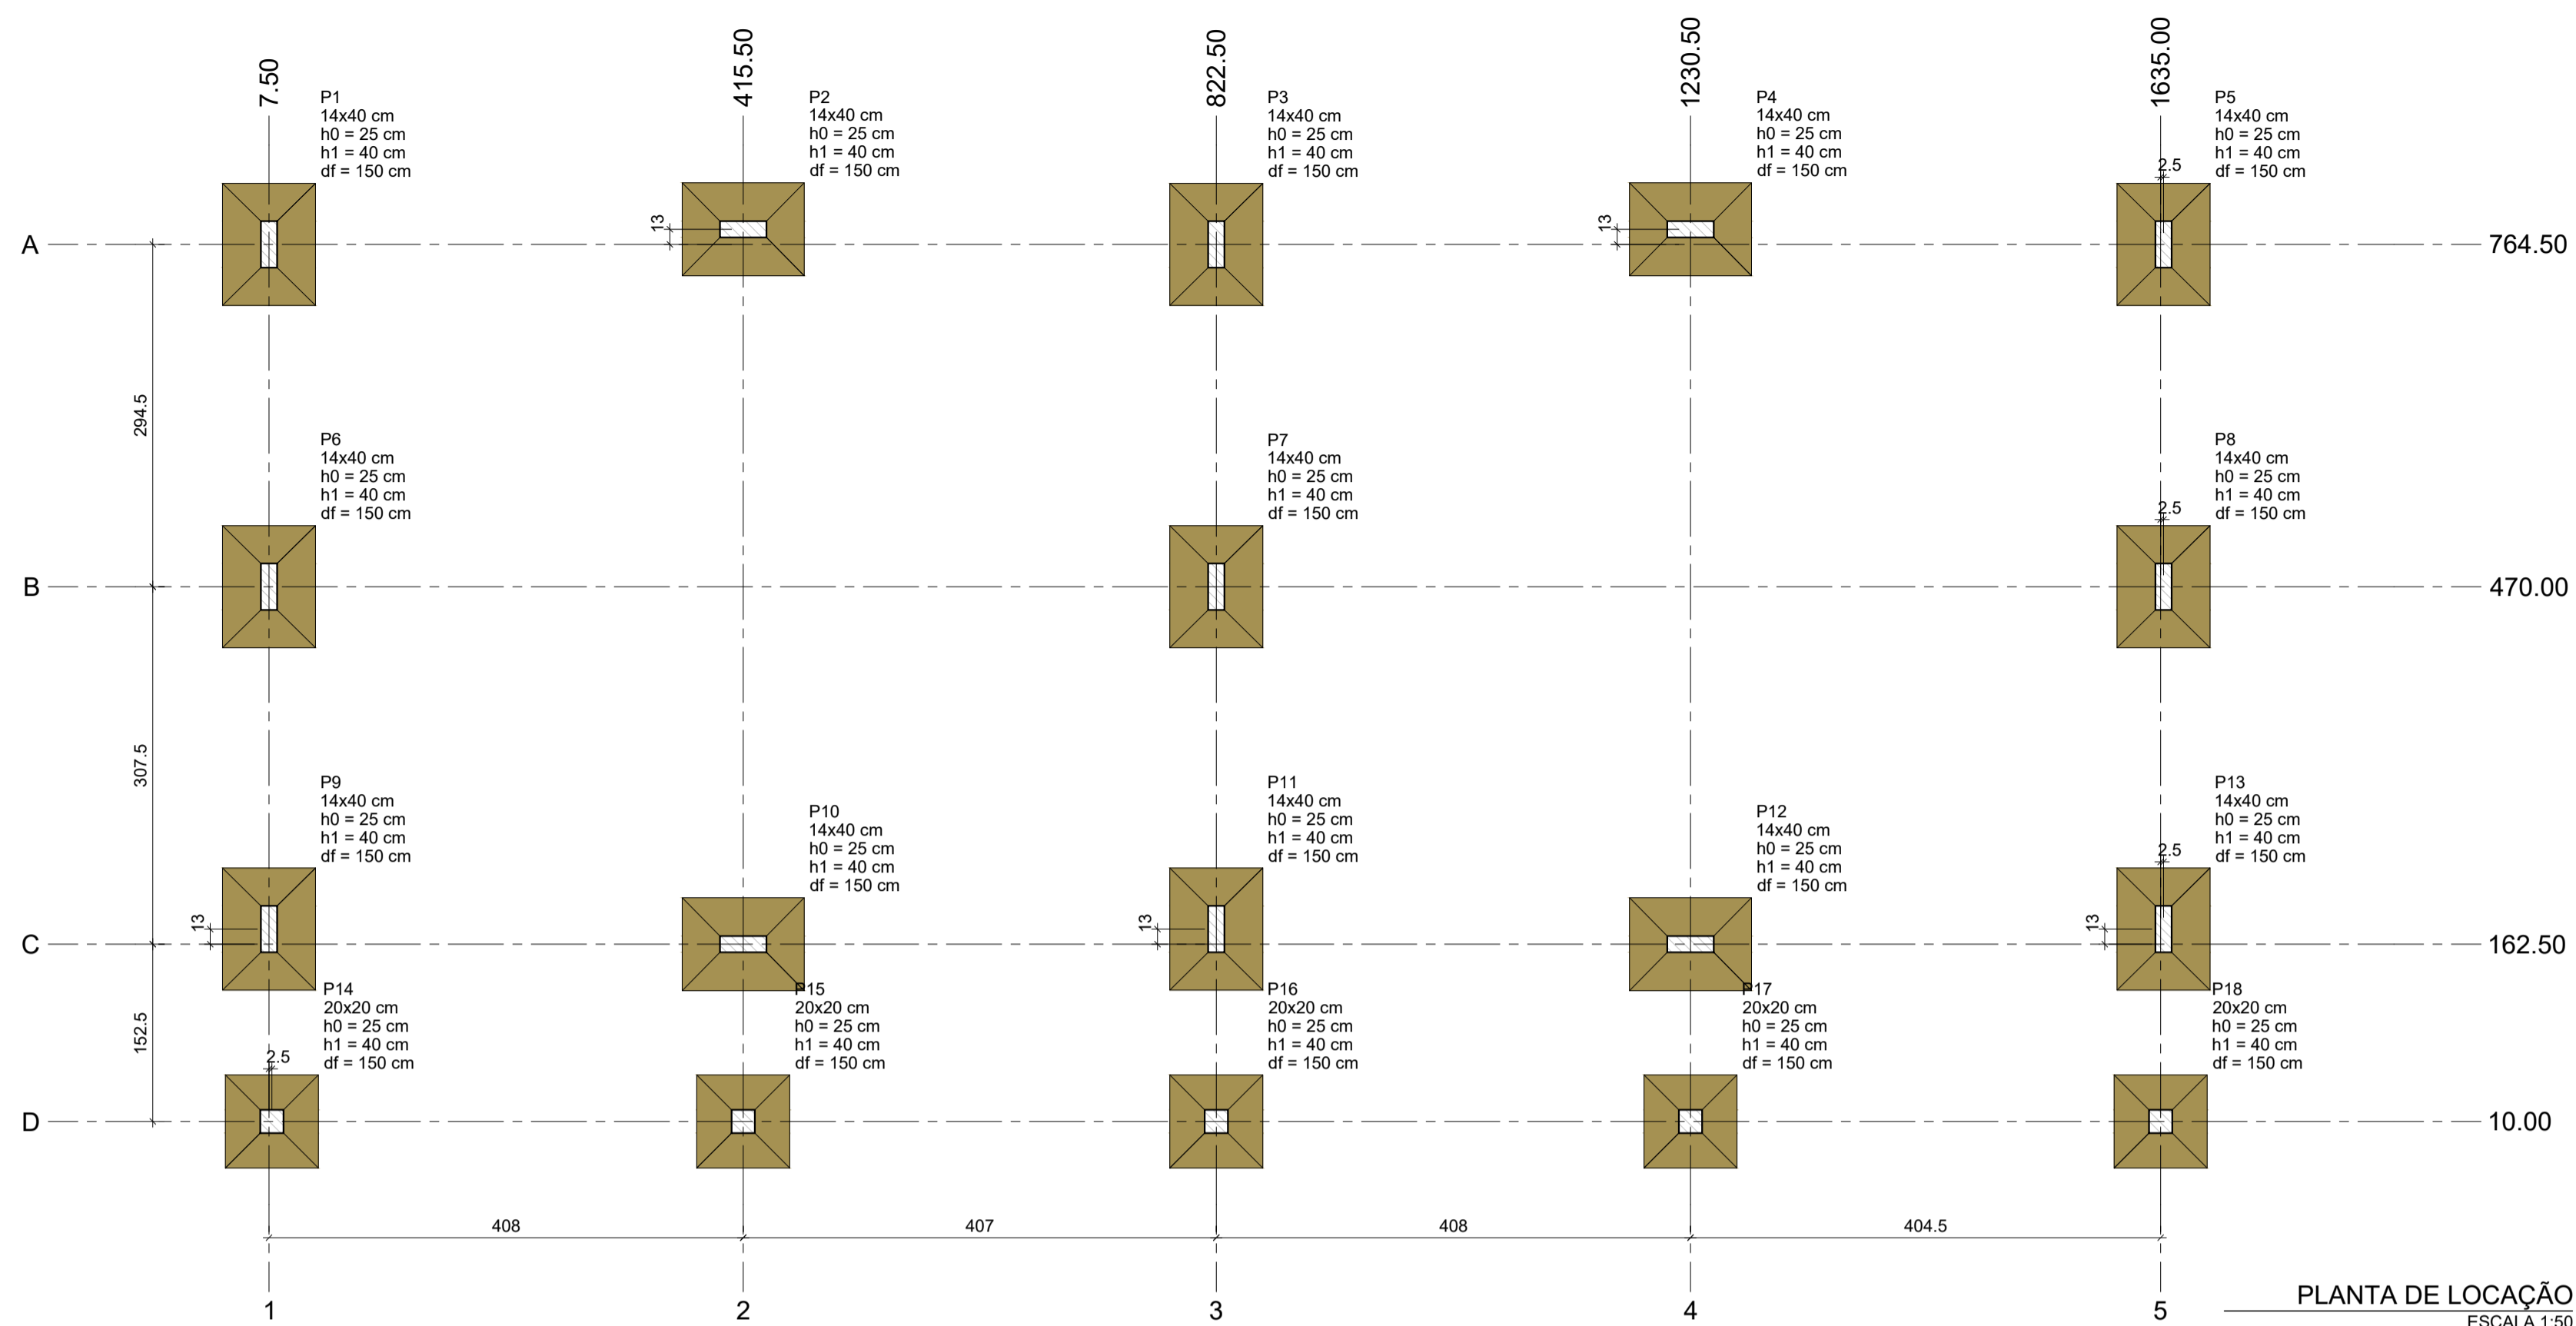 7.50
415.50
822.50
1230.50
1635.00
P1
14x40 cm
h0 = 25 cm
h1 = 40 cm
df = 150 cm
P2
14x40 cm
h0 = 25 cm
h1 = 40 cm
df = 150 cm
P3
14x40 cm
h0 = 25 cm
h1 = 40 cm
df = 150 cm
P4
14x40 cm
h0 = 25 cm
h1 = 40 cm
df = 150 cm
P5
14x40 cm
h0 = 25 cm
h1 = 40 cm
df = 150 cm
2.5
13
13
A
764.50
294.5
P6
14x40 cm
h0 = 25 cm
h1 = 40 cm
df = 150 cm
P7
14x40 cm
h0 = 25 cm
h1 = 40 cm
df = 150 cm
P8
14x40 cm
h0 = 25 cm
h1 = 40 cm
df = 150 cm
2.5
B
470.00
307.5
P9
14x40 cm
h0 = 25 cm
h1 = 40 cm
df = 150 cm
P10
14x40 cm
h0 = 25 cm
h1 = 40 cm
df = 150 cm
P11
14x40 cm
h0 = 25 cm
h1 = 40 cm
df = 150 cm
P12
14x40 cm
h0 = 25 cm
h1 = 40 cm
df = 150 cm
P13
14x40 cm
h0 = 25 cm
h1 = 40 cm
df = 150 cm
2.5
13
13
13
C
162.50
152.5
P14
20x20 cm
h0 = 25 cm
h1 = 40 cm
df = 150 cm
2.5
P15
20x20 cm
h0 = 25 cm
h1 = 40 cm
df = 150 cm
P16
20x20 cm
h0 = 25 cm
h1 = 40 cm
df = 150 cm
P17
20x20 cm
h0 = 25 cm
h1 = 40 cm
df = 150 cm
P18
20x20 cm
h0 = 25 cm
h1 = 40 cm
df = 150 cm
D
10.00
408
407
408
404.5
1
2
3
4
5
PLANTA DE LOCAÇÃO
ESCALA 1:50